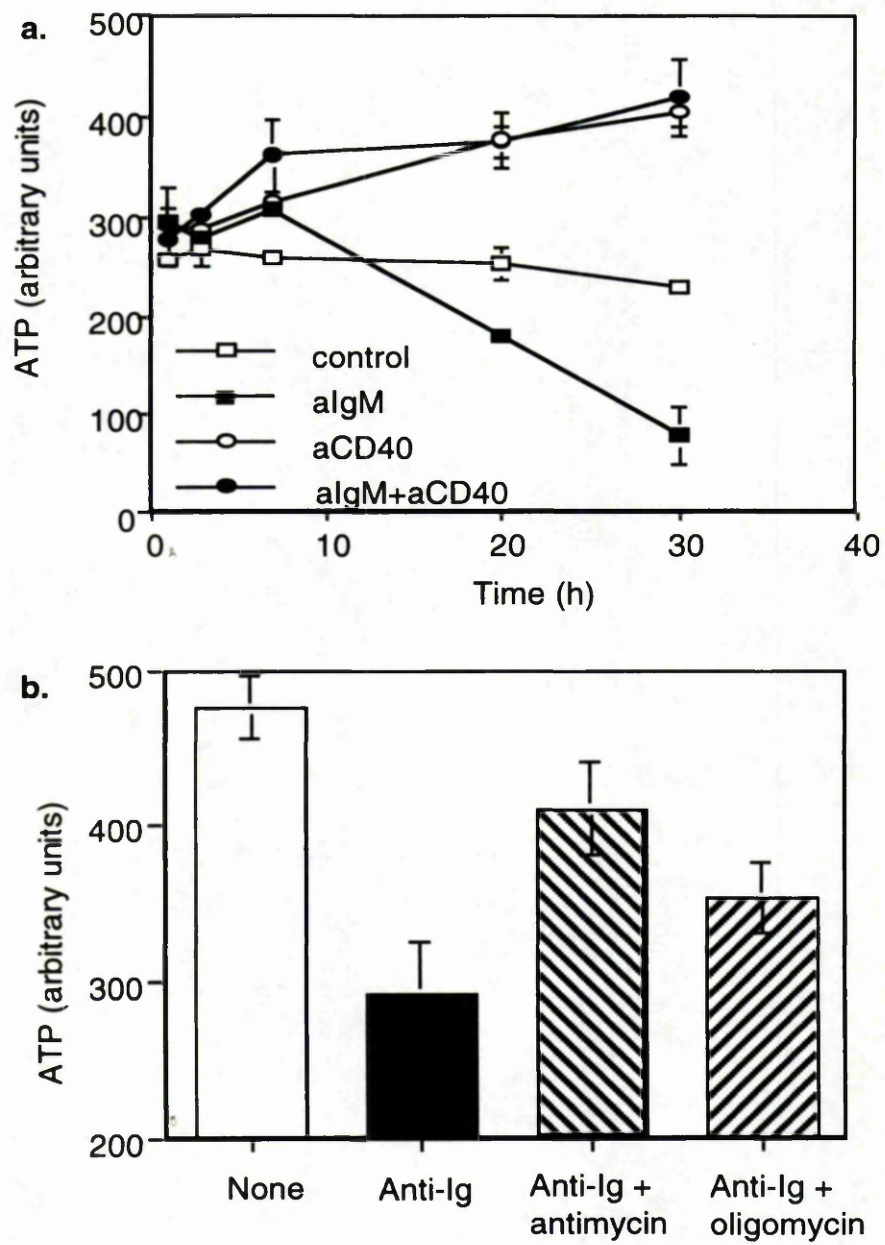 a.
500
400
300
200
100
0
ATP (arbitrary units)
control
aIgM
aCD40
aIgM+aCD40
0
10
20
30
40
Time (h)
b.
500
400
300
200
ATP (arbitrary units)
None
Anti-Ig
Anti-Ig +
antimycin
Anti-Ig +
oligomycin